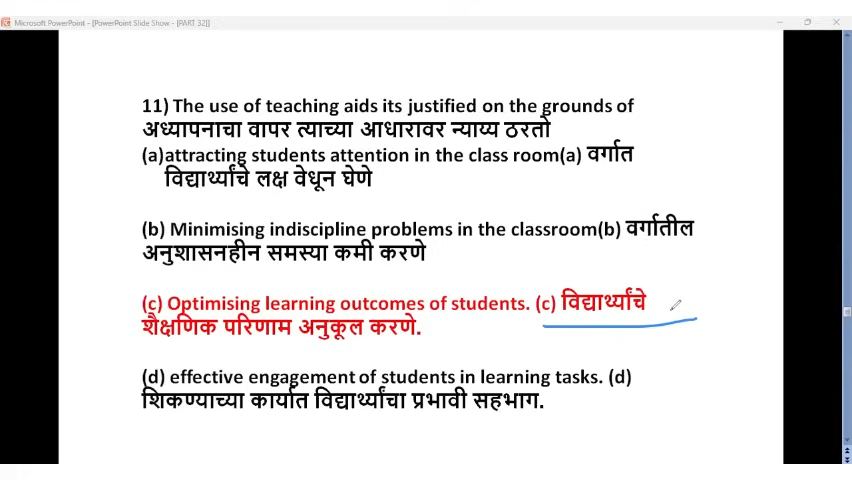 Microsoft PowerPoint - [PowerPoint Slide Show - [PART 32]]
11) The use of teaching aids its justified on the grounds of
अध्यापनाचा वापर त्याच्या आधारावर न्याय्य ठरतो
(a)attracting students attention in the class room(a) वर्गात
विद्यार्थ्यांचे लक्ष वेधून घेणे
(b) Minimising indiscipline problems in the classroom(b) वर्गातील
अनुशासनहीन समस्या कमी करणे
(c) Optimising learning outcomes of students. (c) विद्यार्थ्यांचे
शैक्षणिक परिणाम अनुकूल करणे.
(d) effective engagement of students in learning tasks. (d)
शिकण्याच्या कार्यात विद्यार्थ्यांचा प्रभावी सहभाग.